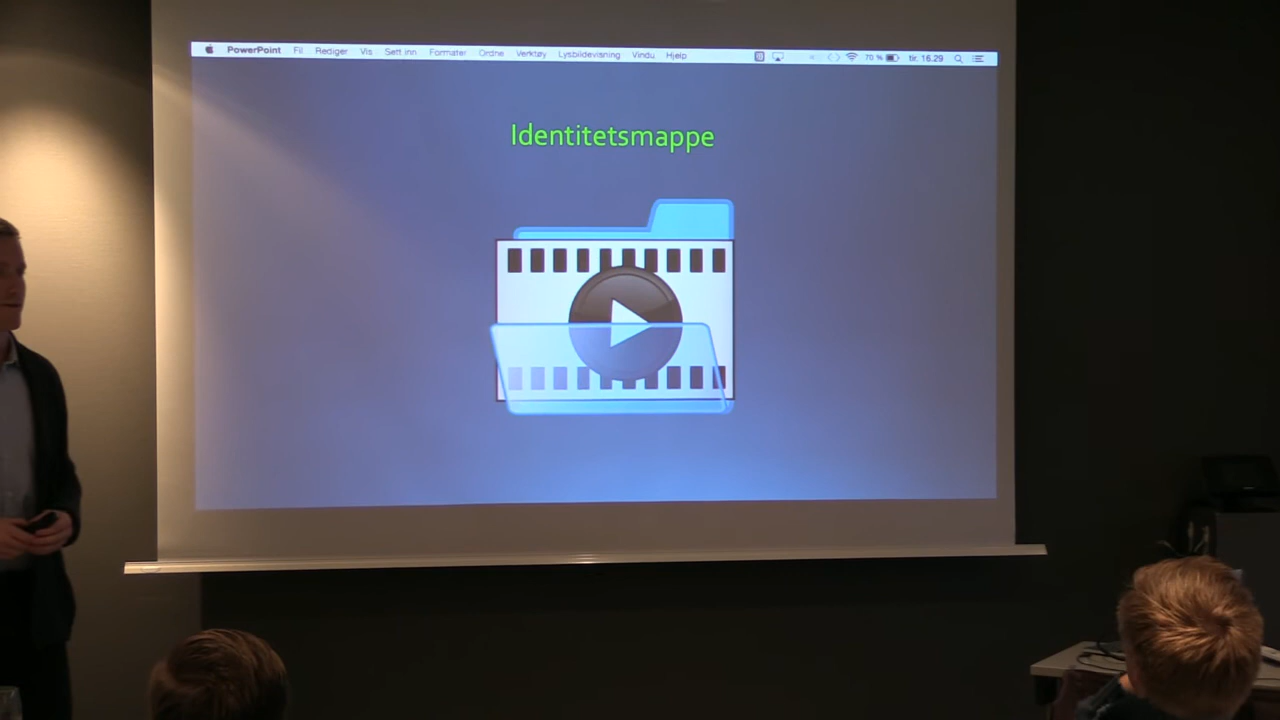 PowerPoint Fil Rediger Vis Sett inn Formater Ordne Verktøy Lysbildevisning Vindu Hjelp 70 % tir. 16.29
Identitetsmappe